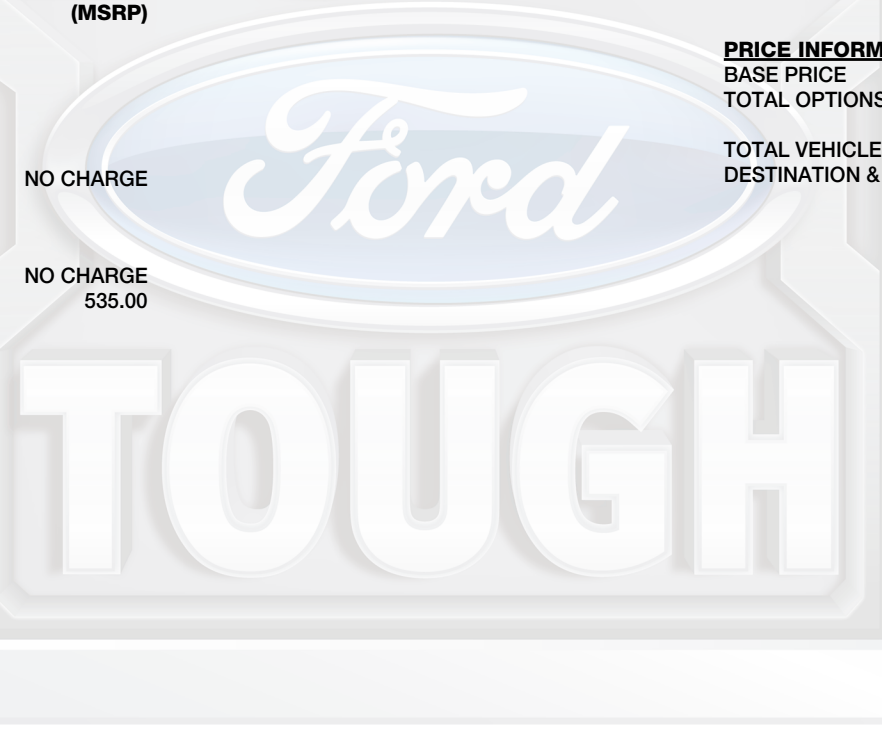 (MSRP)
NO CHARGE
NO CHARGE
535.00
PRICE INFORM
BASE PRICE
TOTAL OPTIONS
TOTAL VEHICLE
DESTINATION &
Ford
TOUGH